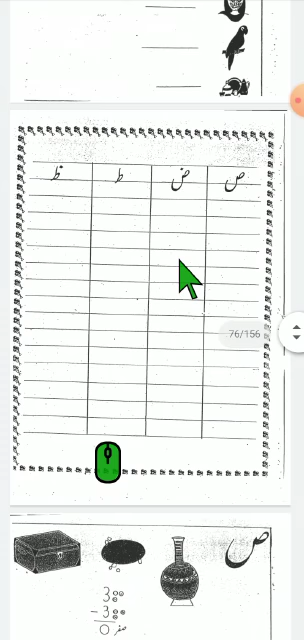 ص ض ط ظ
76/156
ص
3
- 3
0 صفر